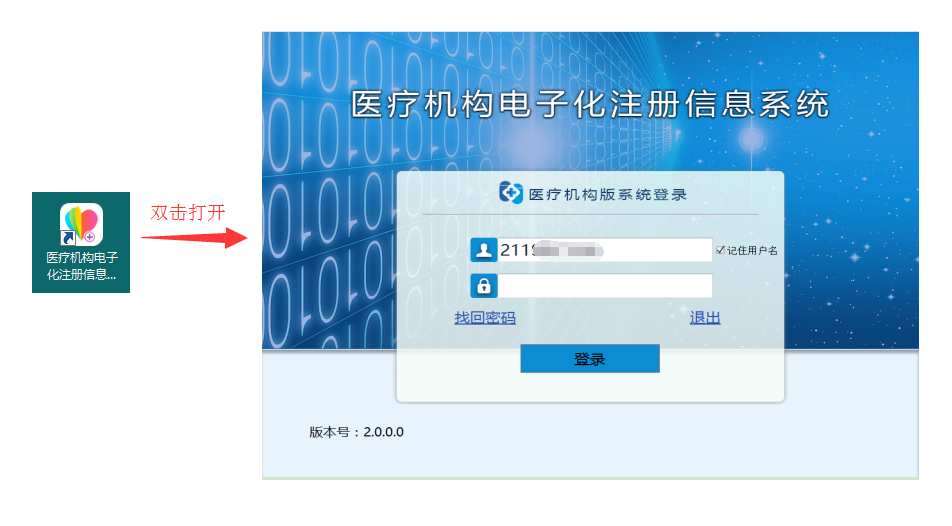 医疗机构电子化注册信息系统
医疗机构版系统登录
双击打开
211
记住用户名
医疗机构电子
化注册信息...
找回密码
退出
登录
版本号：2.0.0.0